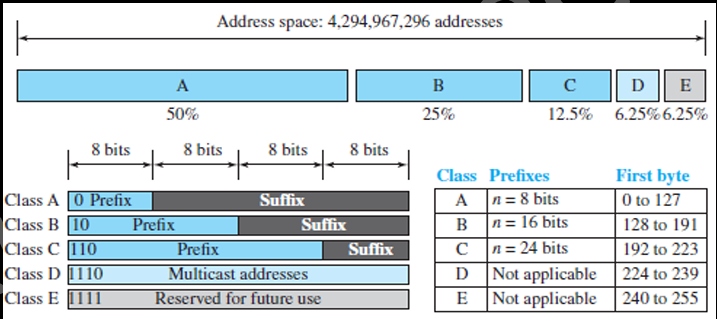 Address space: 4,294,967,296 addresses
A B C D E
50% 25% 12.5% 6.25% 6.25%
8 bits 8 bits 8 bits 8 bits
Class A 0 Prefix Suffix
Class B 10 Prefix Suffix
Class C 110 Prefix Suffix
Class D 1110 Multicast addresses
Class E 1111 Reserved for future use
Class Prefixes First byte
A n = 8 bits 0 to 127
B n = 16 bits 128 to 191
C n = 24 bits 192 to 223
D Not applicable 224 to 239
E Not applicable 240 to 255